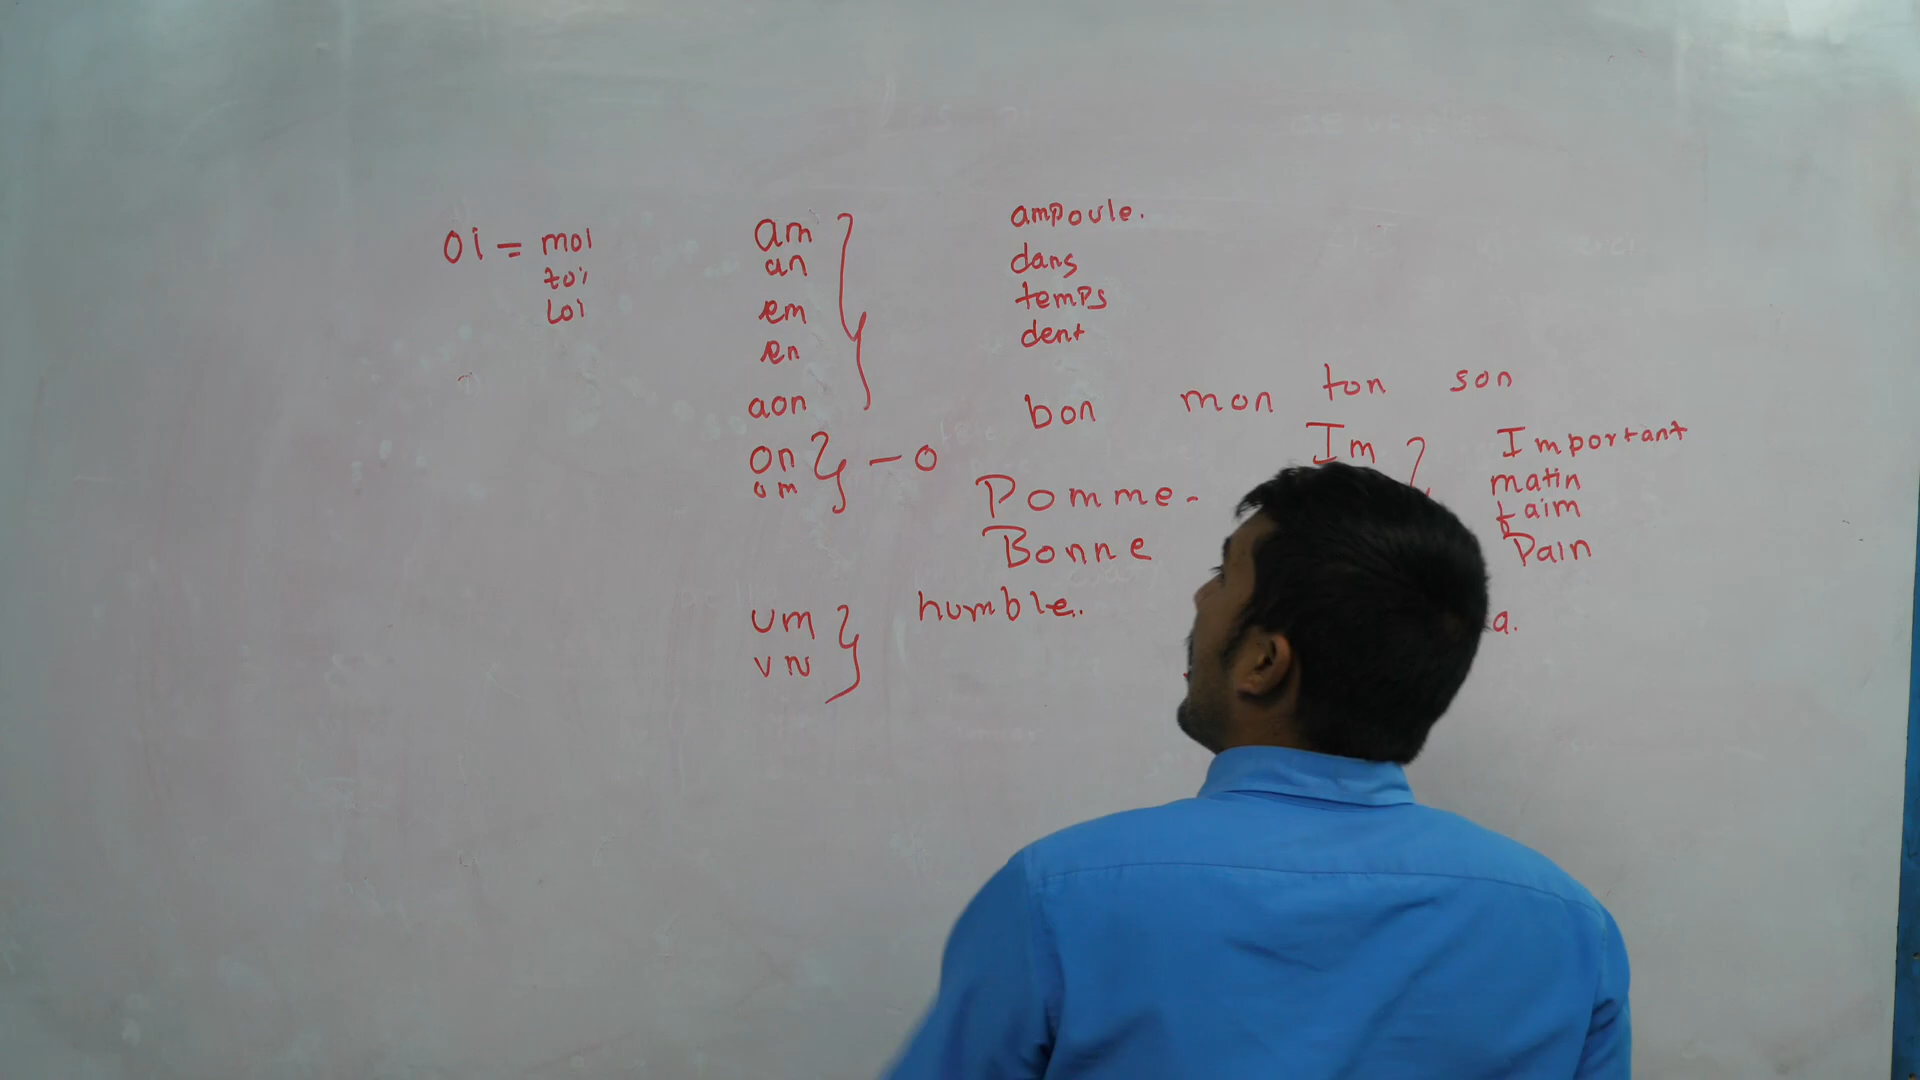 oi = moi
toi
Loi
am
an
em
en
aon
on } - o
om
um
un
ampoule.
dans
temps
dent
bon mon ton son
Pomme-
Bonne
humble.
Im
Important
matin
faim
Pain
a.